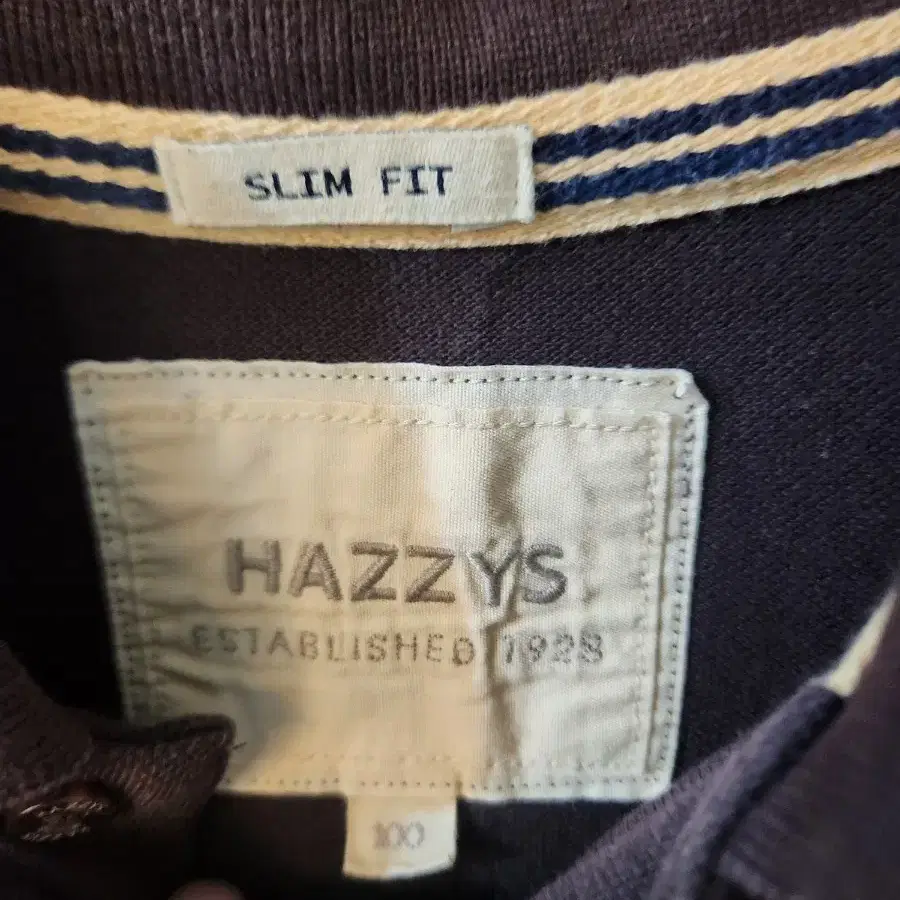 SLIM FIT
HAZZYS
ESTABLISHED 1928
100